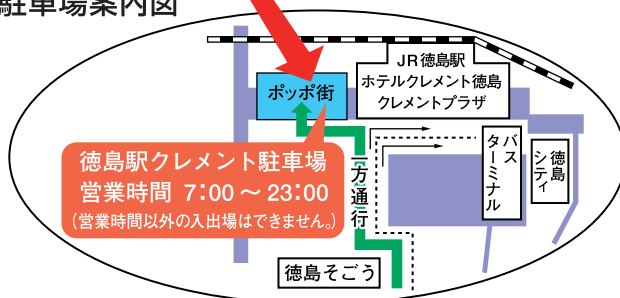 駐車場案内図
JR徳島駅
ホテルクレメント徳島
クレメントプラザ
ポッポ街
徳島駅クレメント駐車場
営業時間 7:00～23:00
(営業時間以外の入出場はできません。)
一方通行
バスターミナル
徳島シティ
徳島そごう